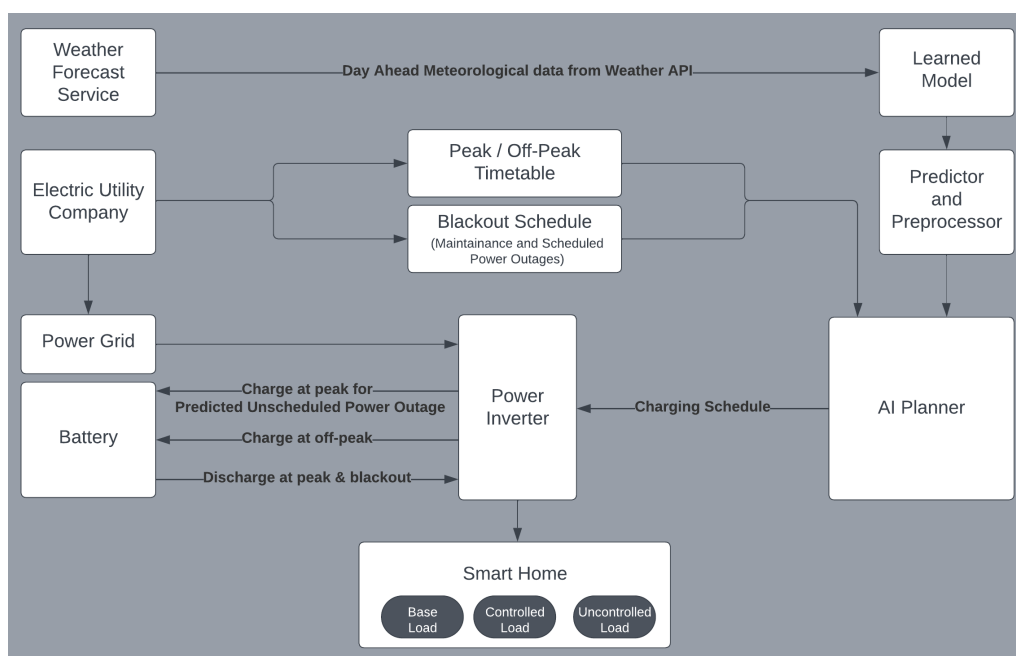 Weather
Forecast
Service
Day Ahead Meteorological data from Weather API
Learned
Model
Electric Utility
Company
Peak / Off-Peak
Timetable
Blackout Schedule
(Maintainance and Scheduled
Power Outages)
Predictor
and
Preprocessor
Power Grid
Battery
Charge at peak for
Predicted Unscheduled Power Outage
Charge at off-peak
Discharge at peak & blackout
Power
Inverter
Charging Schedule
AI Planner
Smart Home
Base
Load
Controlled
Load
Uncontrolled
Load